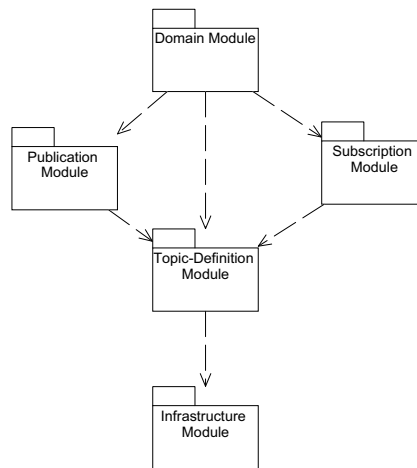 Domain Module
Publication
Module
Subscription
Module
Topic-Definition
Module
Infrastructure
Module